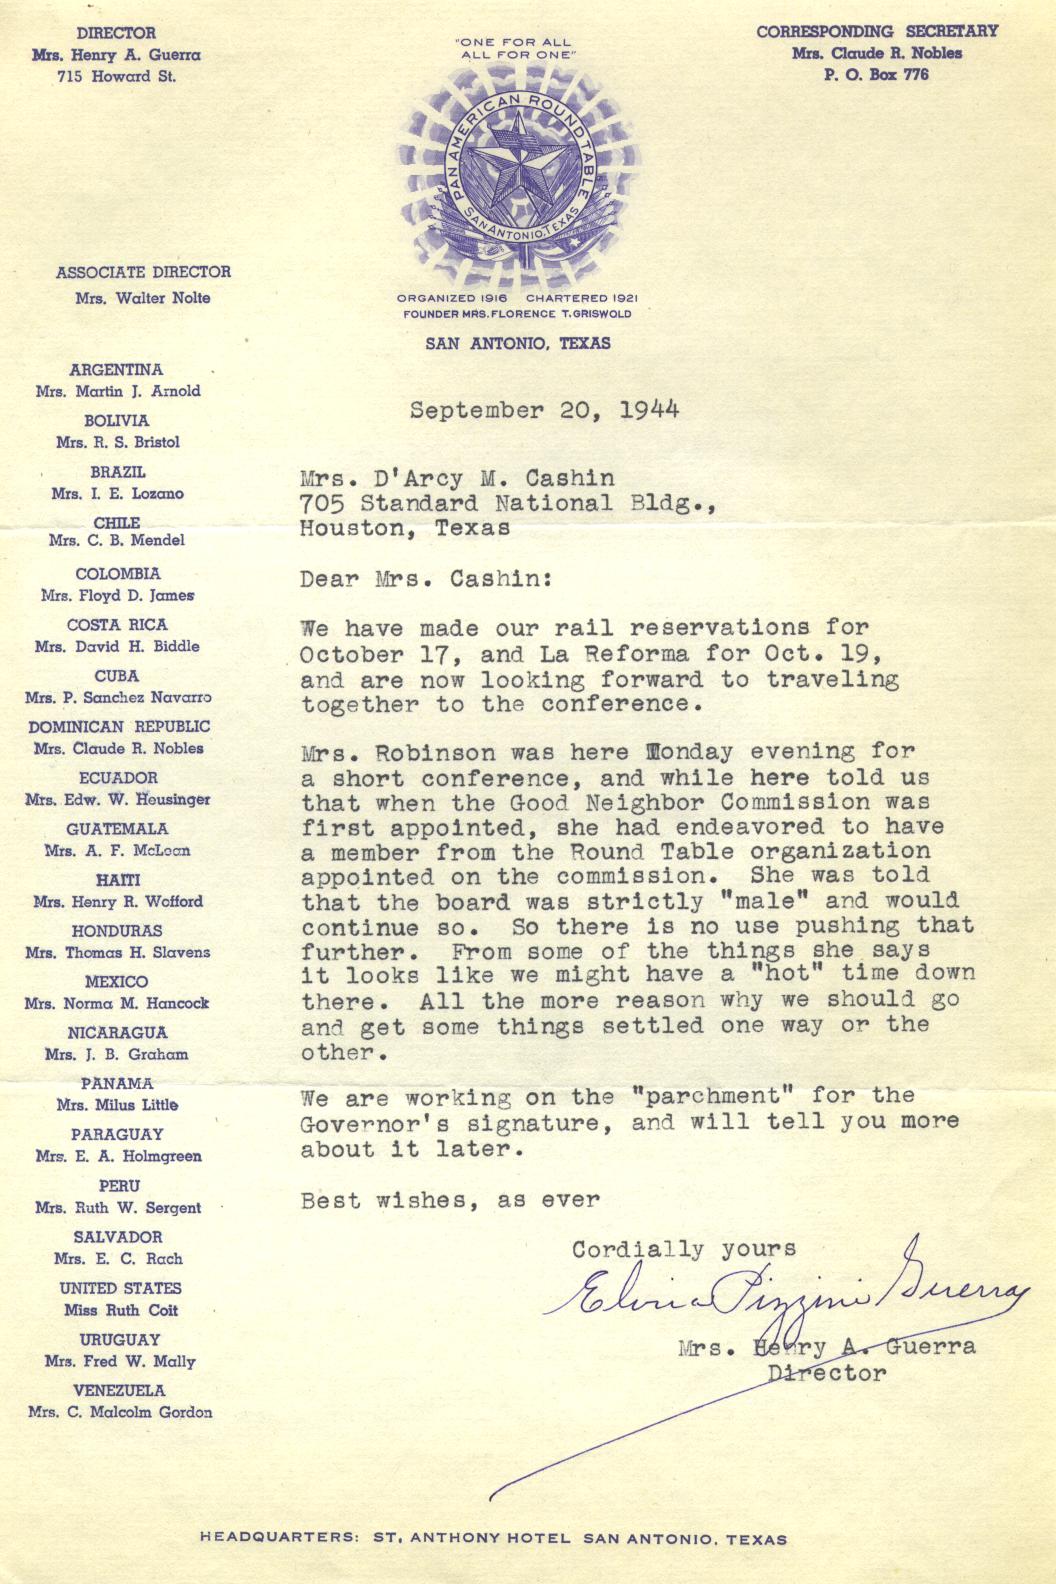 DIRECTOR
Mrs. Henry A. Guerra
715 Howard St.
"ONE FOR ALL
ALL FOR ONE"
CORRESPONDING SECRETARY
Mrs. Claude R. Nobles
P. O. Box 776
PAN AMERICAN ROUND TABLE
SAN ANTONIO, TEXAS
ORGANIZED 1916 CHARTERED 1921
FOUNDER MRS. FLORENCE T. GRISWOLD
SAN ANTONIO, TEXAS
ASSOCIATE DIRECTOR
Mrs. Walter Nolte
ARGENTINA
Mrs. Martin J. Arnold
BOLIVIA
Mrs. R. S. Bristol
BRAZIL
Mrs. I. E. Lozano
CHILE
Mrs. C. B. Mendel
COLOMBIA
Mrs. Floyd D. James
COSTA RICA
Mrs. David H. Biddle
CUBA
Mrs. P. Sanchez Navarro
DOMINICAN REPUBLIC
Mrs. Claude R. Nobles
ECUADOR
Mrs. Edw. W. Heusinger
GUATEMALA
Mrs. A. F. McLean
HAITI
Mrs. Henry R. Wofford
HONDURAS
Mrs. Thomas H. Slavens
MEXICO
Mrs. Norma M. Hancock
NICARAGUA
Mrs. J. B. Graham
PANAMA
Mrs. Milus Little
PARAGUAY
Mrs. E. A. Holmgreen
PERU
Mrs. Ruth W. Sergent
SALVADOR
Mrs. E. C. Rach
UNITED STATES
Miss Ruth Coit
URUGUAY
Mrs. Fred W. Mally
VENEZUELA
Mrs. C. Malcolm Gordon
September 20, 1944
Mrs. D'Arcy M. Cashin
705 Standard National Bldg.,
Houston, Texas
Dear Mrs. Cashin:
We have made our rail reservations for
October 17, and La Reforma for Oct. 19,
and are now looking forward to traveling
together to the conference.
Mrs. Robinson was here Monday evening for
a short conference, and while here told us
that when the Good Neighbor Commission was
first appointed, she had endeavored to have
a member from the Round Table organization
appointed on the commission. She was told
that the board was strictly "male" and would
continue so. So there is no use pushing that
further. From some of the things she says
it looks like we might have a "hot" time down
there. All the more reason why we should go
and get some things settled one way or the
other.
We are working on the "parchment" for the
Governor's signature, and will tell you more
about it later.
Best wishes, as ever
Cordially yours
Elvira Pizzini Guerra
Mrs. Henry A. Guerra
Director
HEADQUARTERS: ST. ANTHONY HOTEL SAN ANTONIO, TEXAS